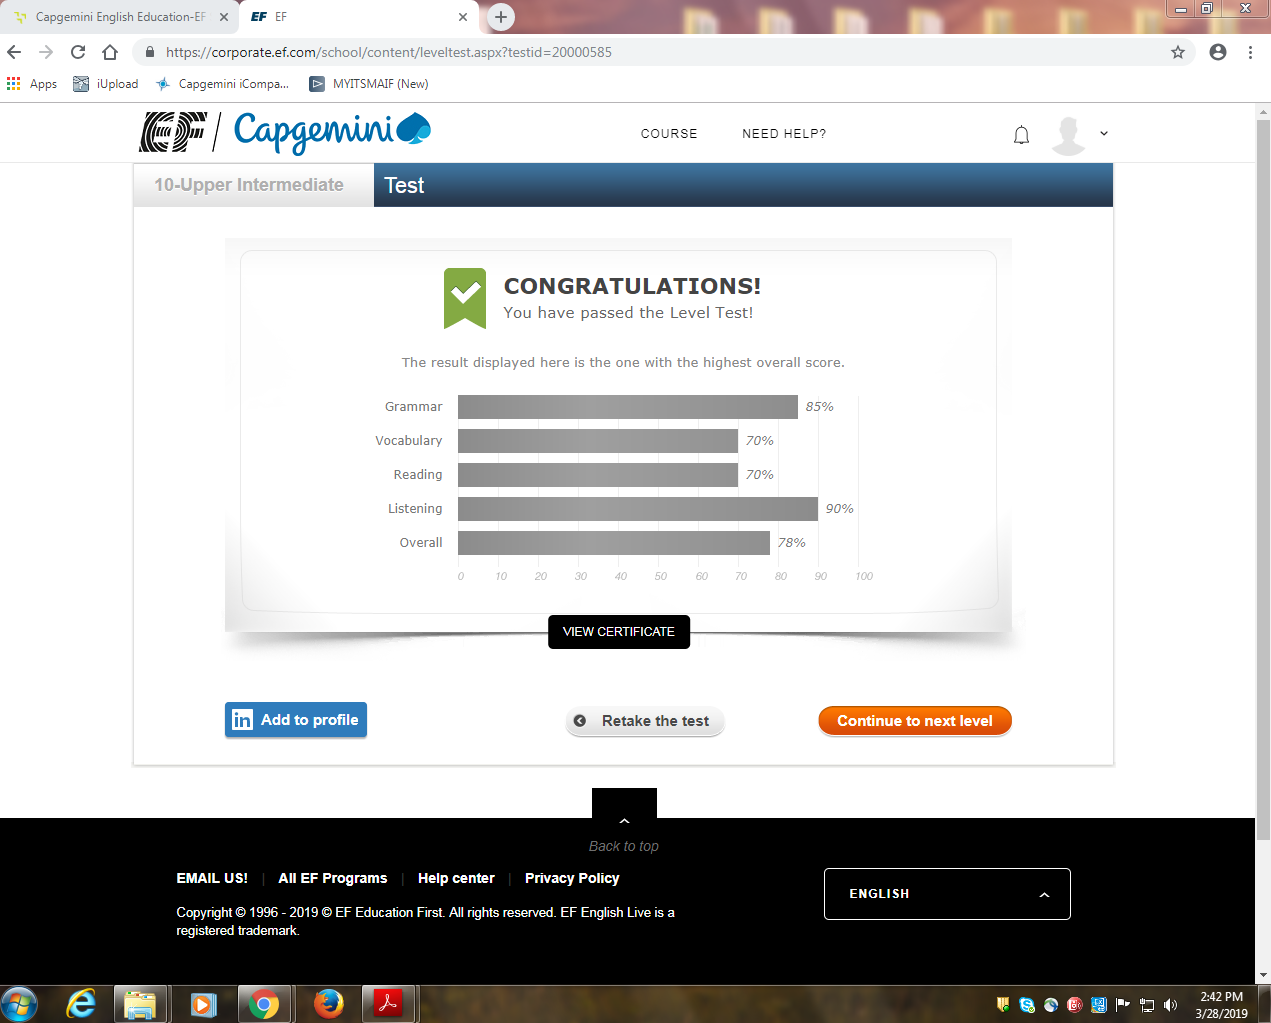 Capgemini English Education-EF
EF EF
https://corporate.ef.com/school/content/leveltest.aspx?testid=20000585
Apps iUpload Capgemini iCompa... MYITSMAIF (New)
EF / Capgemini
COURSE NEED HELP?
10-Upper Intermediate Test
CONGRATULATIONS!
You have passed the Level Test!
The result displayed here is the one with the highest overall score.
Grammar 85%
Vocabulary 70%
Reading 70%
Listening 90%
Overall 78%
0 10 20 30 40 50 60 70 80 90 100
VIEW CERTIFICATE
in Add to profile Retake the test Continue to next level
Back to top
EMAIL US! | All EF Programs | Help center | Privacy Policy
ENGLISH
Copyright © 1996 - 2019 © EF Education First. All rights reserved. EF English Live is a
registered trademark.
2:42 PM
3/28/2019